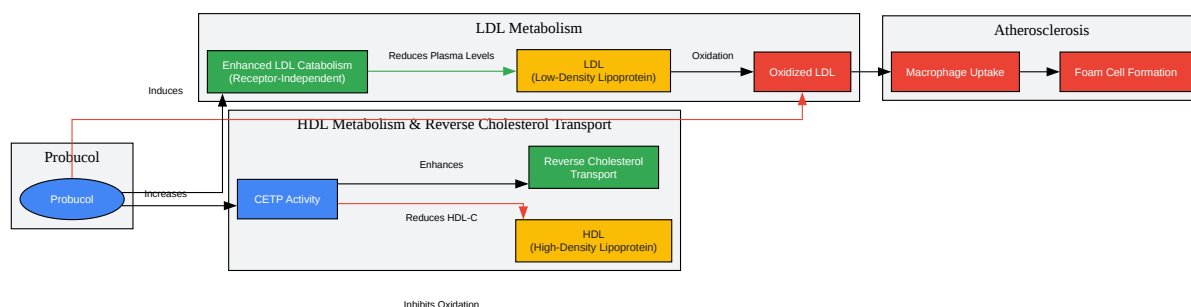 LDL Metabolism
Atherosclerosis
Enhanced LDL Catabolism
(Receptor-Independent)
Reduces Plasma Levels
LDL
(Low-Density Lipoprotein)
Oxidation
Oxidized LDL
Macrophage Uptake
Foam Cell Formation
Induces
HDL Metabolism & Reverse Cholesterol Transport
Probucol
Probucol
Increases
CETP Activity
Enhances
Reverse Cholesterol
Transport
Reduces HDL-C
HDL
(High-Density Lipoprotein)
Inhibits Oxidation